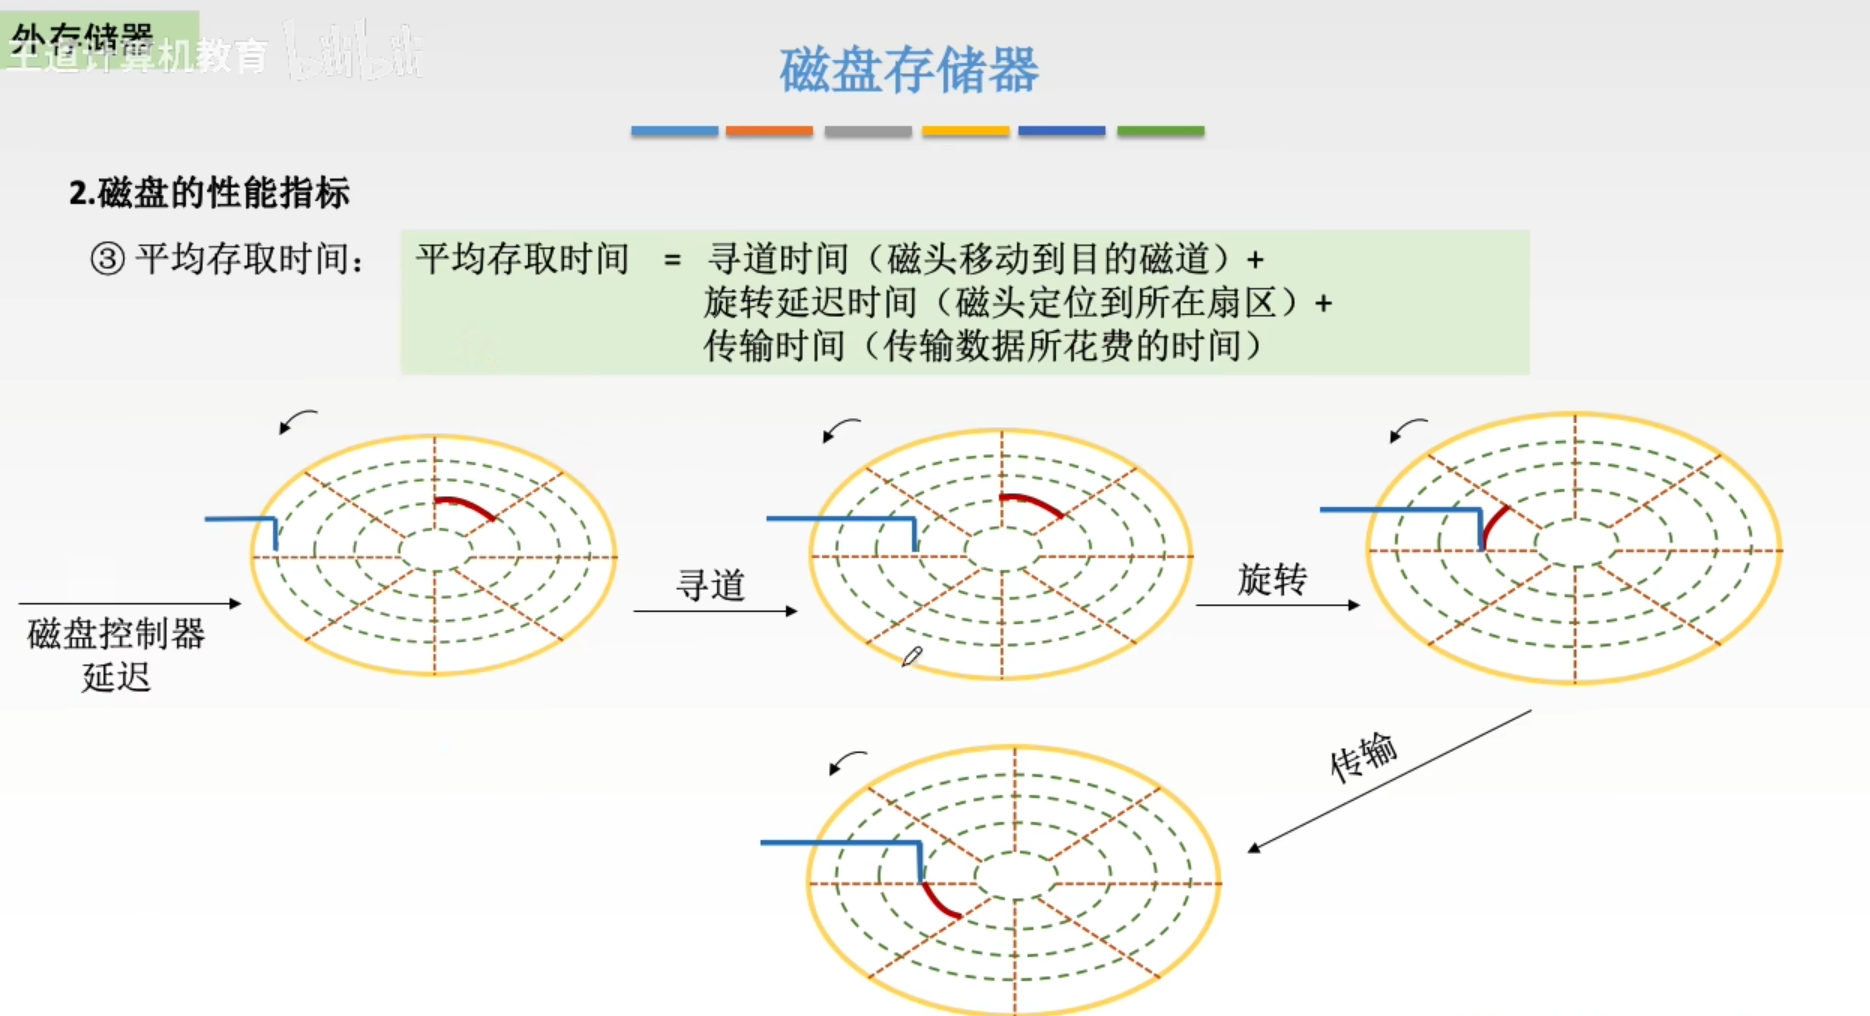 外存储器
王道计算机教育 bilibili
磁盘存储器
2.磁盘的性能指标
③ 平均存取时间： 平均存取时间 = 寻道时间（磁头移动到目的磁道）+
旋转延迟时间（磁头定位到所在扇区）+
传输时间（传输数据所花费的时间）
磁盘控制器
延迟
寻道
旋转
传输